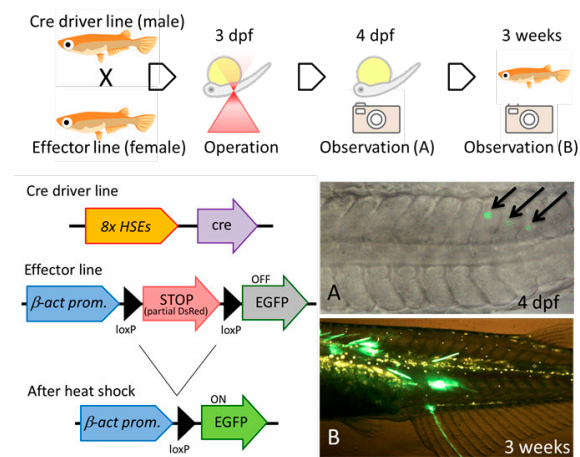 Cre driver line (male)
X
Effector line (female)
3 dpf
Operation
4 dpf
Observation (A)
3 weeks
Observation (B)
Cre driver line
8x HSEs
cre
Effector line
OFF
β-act prom.
STOP
(partial DsRed)
EGFP
loxP
loxP
After heat shock
ON
β-act prom.
EGFP
loxP
A
4 dpf
B
3 weeks